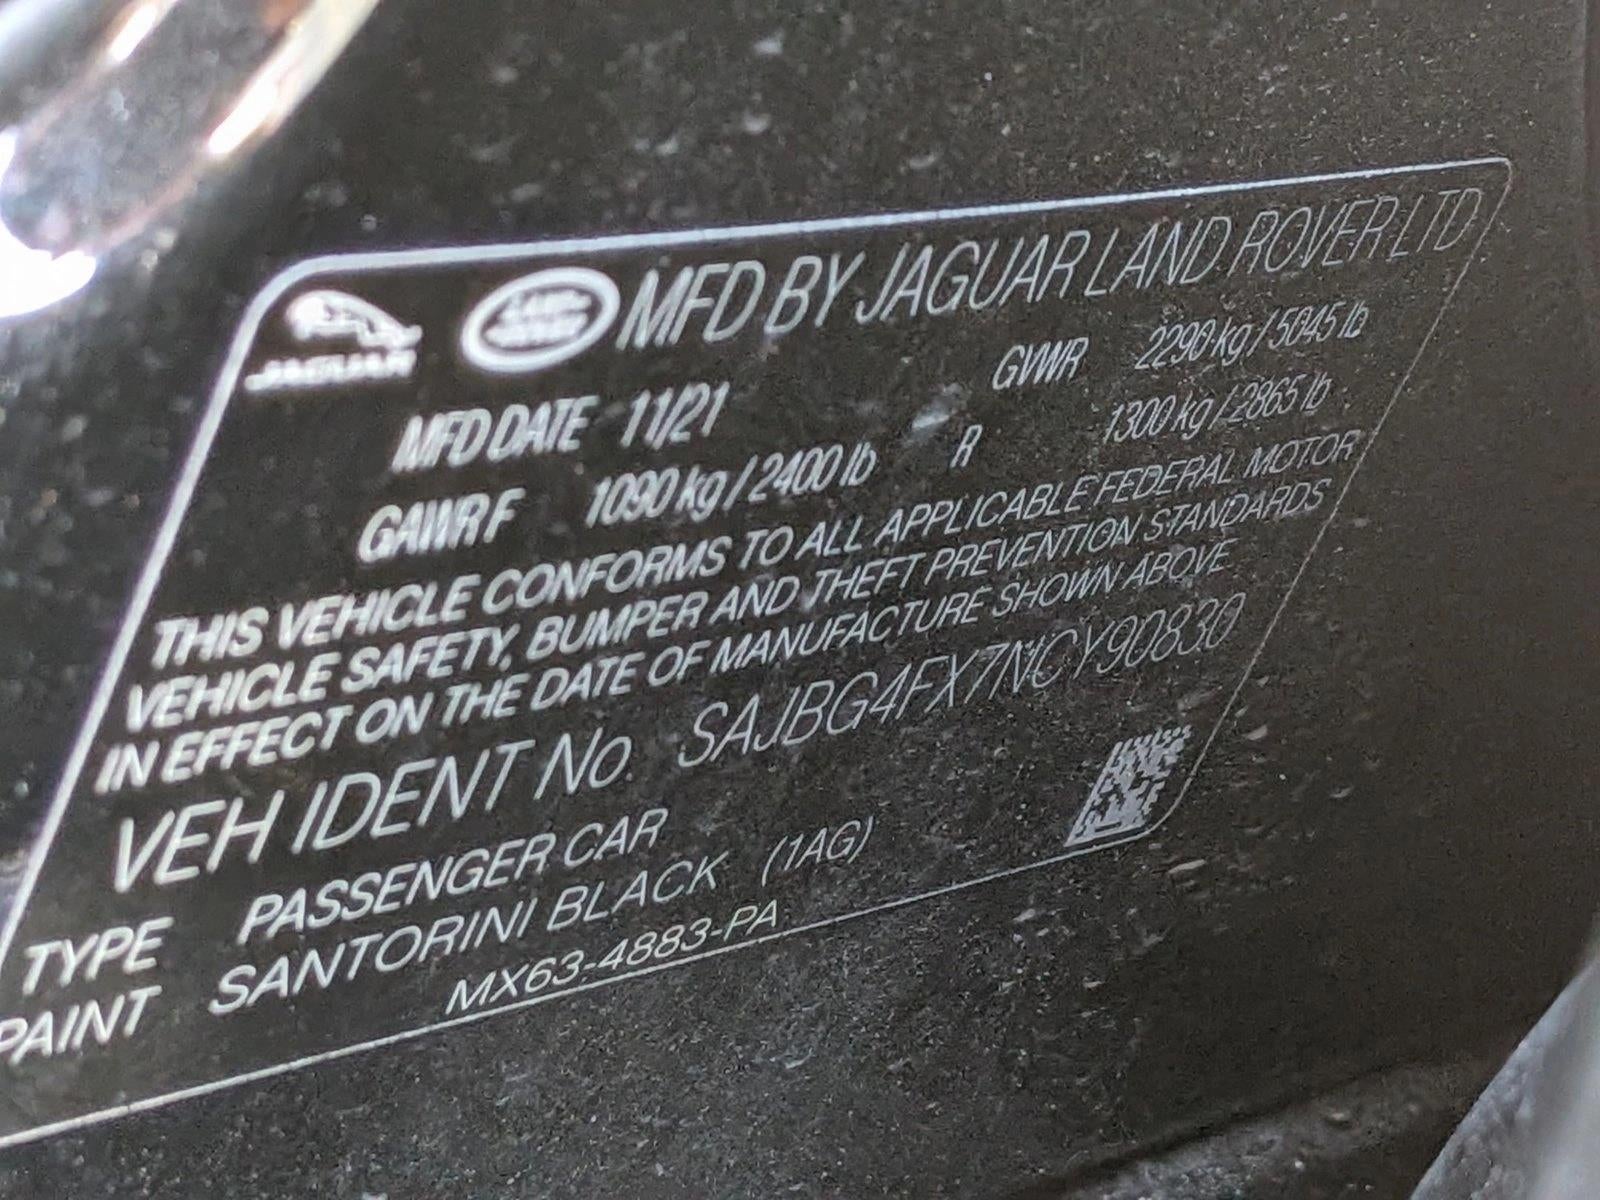 JAGUAR LAND ROVER MFD BY JAGUAR LAND ROVER LTD
MFD DATE 11/21 GVWR 2290 kg / 5045 lb
GAWR F 1090 kg / 2400 lb R 1300 kg / 2865 lb
THIS VEHICLE CONFORMS TO ALL APPLICABLE FEDERAL MOTOR
VEHICLE SAFETY, BUMPER AND THEFT PREVENTION STANDARDS
IN EFFECT ON THE DATE OF MANUFACTURE SHOWN ABOVE
VEH IDENT No. SAJBG4FX7NCY90830
TYPE PASSENGER CAR
PAINT SANTORINI BLACK (1AG)
MX63-4883-PA